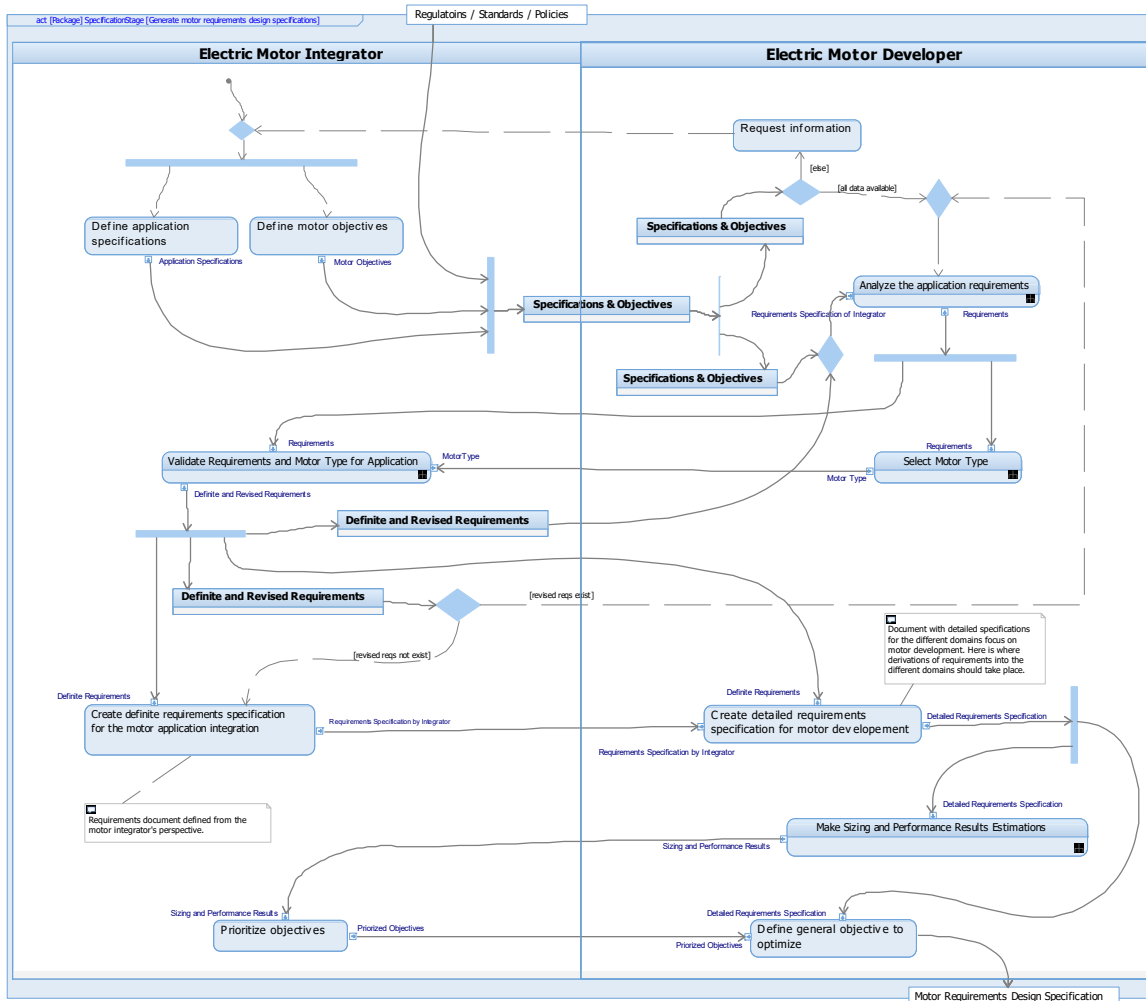 Regulatoins / Standards / Policies
act [Package] SpecificationStage [Generate motor requirements design specifications]
Electric Motor Integrator
Electric Motor Developer
Request information
[else]
[all data available]
Define application
specifications
Define motor objectives
Specifications & Objectives
Application Specifications
Motor Objectives
Analyze the application requirements
Specifications & Objectives
Requirements Specification of Integrator
Requirements
Specifications & Objectives
Requirements
Requirements
Validate Requirements and Motor Type for Application
MotorType
Select Motor Type
Motor Type
Definite and Revised Requirements
Definite and Revised Requirements
Definite and Revised Requirements
[revised reqs exist]
Document with detailed specifications
for the different domains focus on
motor development. Here is where
derivations of requirements into the
different domains should take place.
[revised reqs not exist]
Definite Requirements
Definite Requirements
Create definite requirements specification
for the motor application integration
Requirements Specification by Integrator
Create detailed requirements
specification for motor developement
Detailed Requirements Specification
Requirements Specification by Integrator
Detailed Requirements Specification
Requirements document defined from the
motor integrator's perspective.
Make Sizing and Performance Results Estimations
Sizing and Performance Results
Sizing and Performance Results
Detailed Requirements Specification
Prioritize objectives
Priorized Objectives
Priorized Objectives
Define general objective to
optimize
Motor Requirements Design Specification